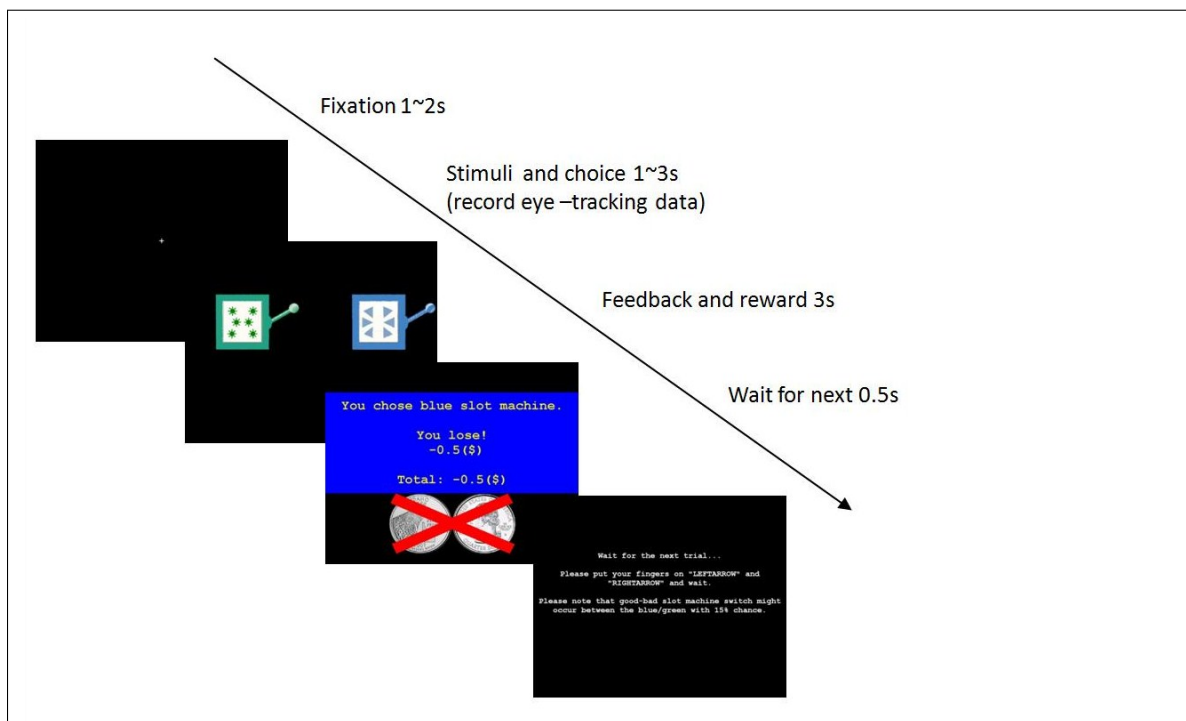 Fixation 1~2s
Stimuli and choice 1~3s
(record eye –tracking data)
Feedback and reward 3s
Wait for next 0.5s
You chose blue slot machine.
You lose!
-0.5($)
Total: -0.5($)
Wait for the next trial...
Please put your fingers on "LEFTARROW" and
"RIGHTARROW" and wait.
Please note that good-bad slot machine switch might
occur between the blue/green with 15% chance.